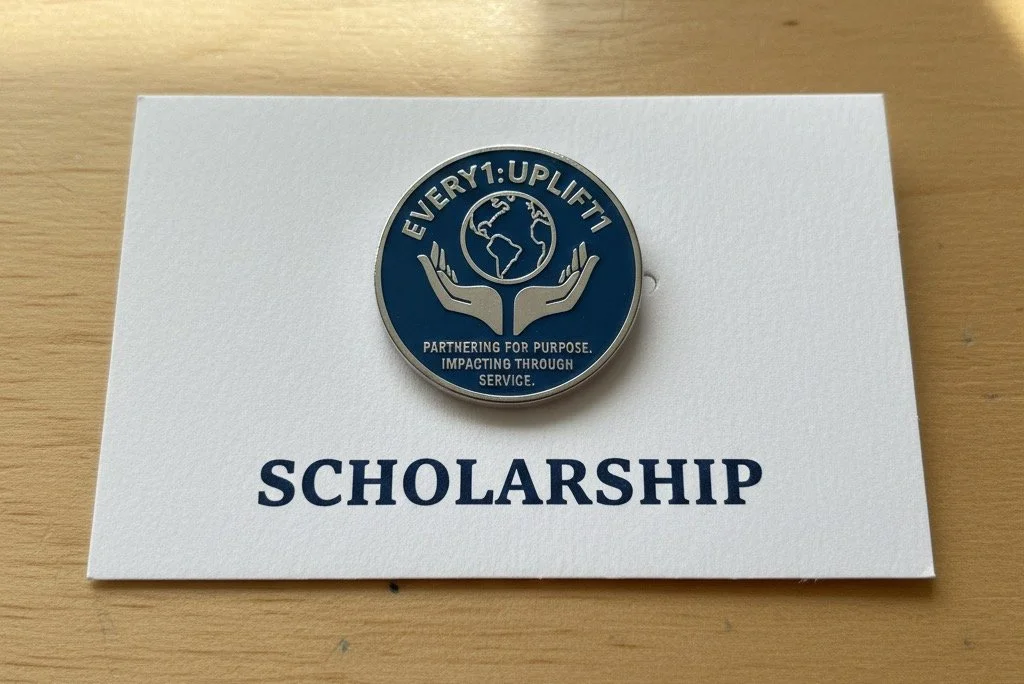 EVERY1:UPLIFT1
PARTNERING FOR PURPOSE.
IMPACTING THROUGH
SERVICE.
SCHOLARSHIP